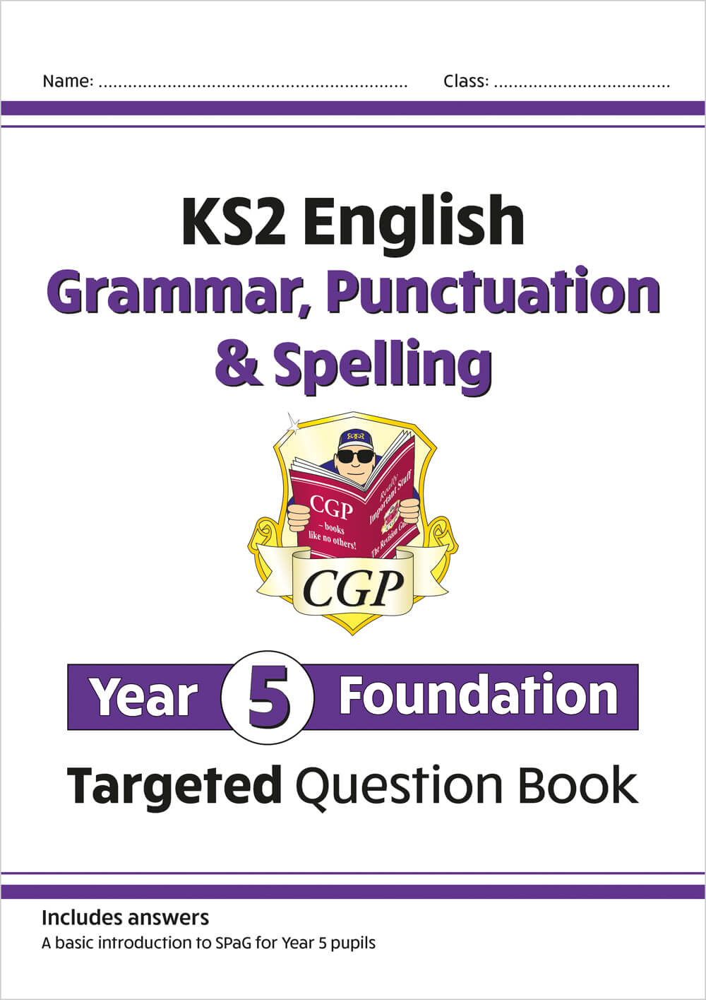 Name: ............................................................... Class: ....................................
KS2 English
Grammar, Punctuation
& Spelling
CGP
– books
like no others!
Really
Important Stuff
The Revision
CGP
Year 5 Foundation
Targeted Question Book
Includes answers
A basic introduction to SPaG for Year 5 pupils